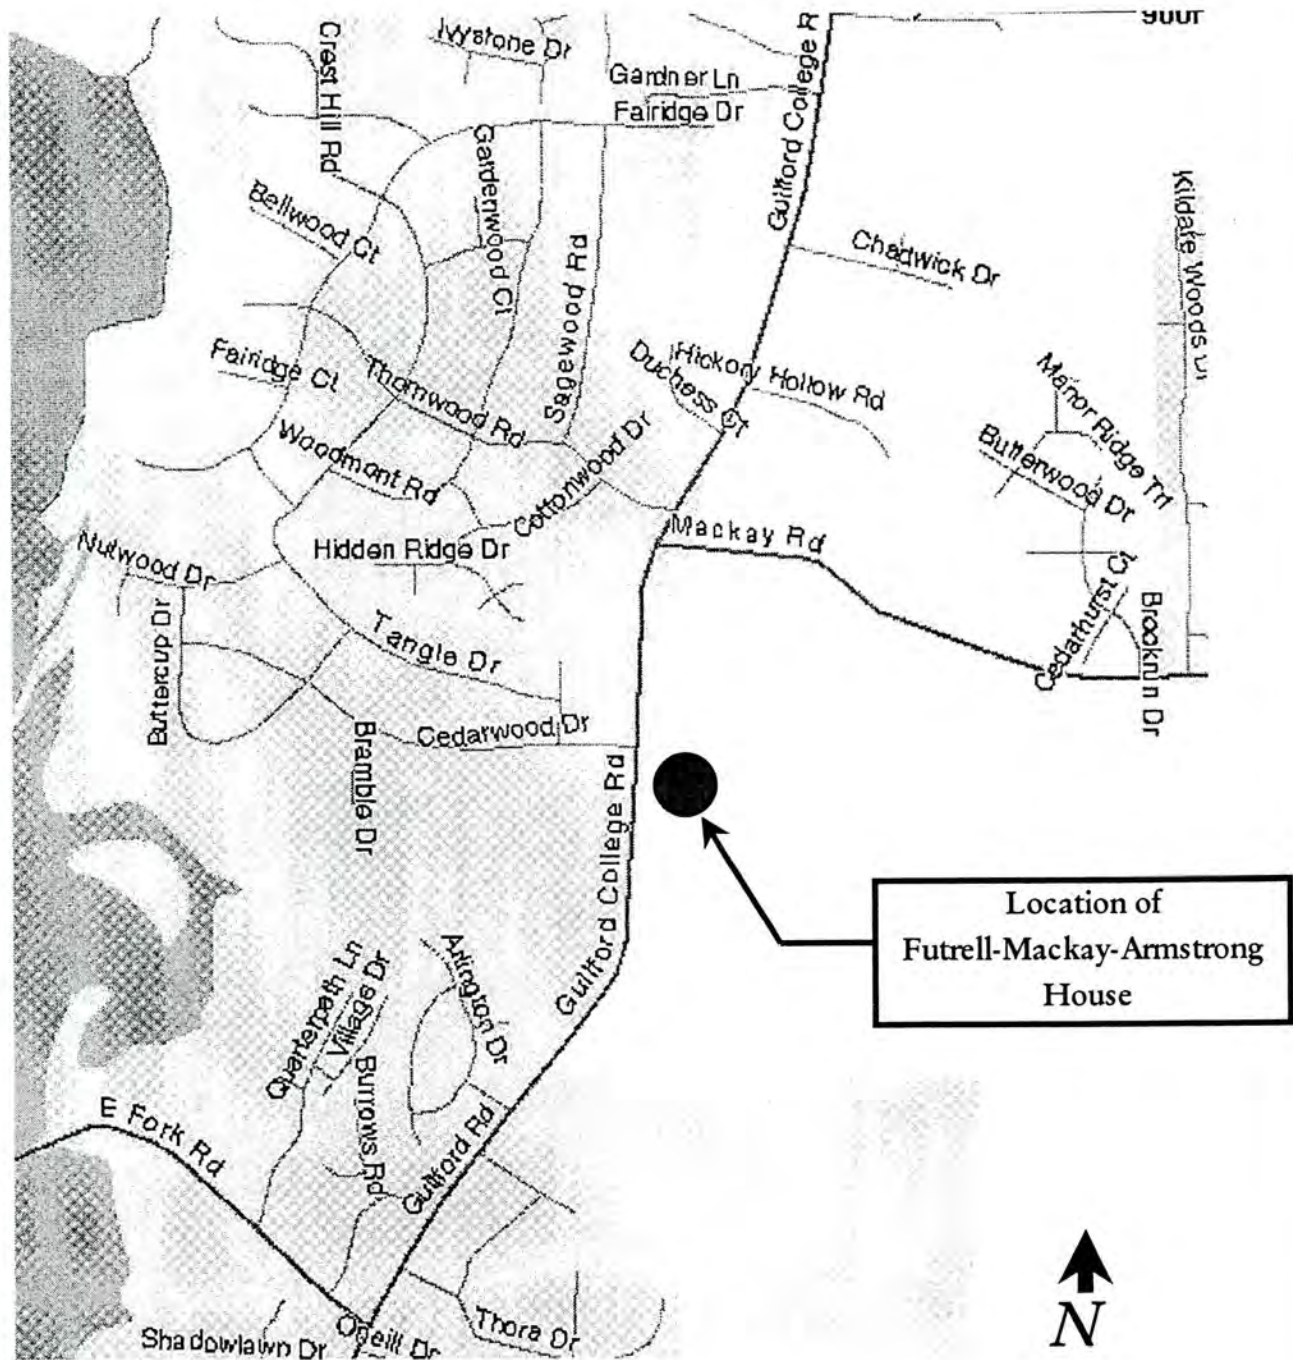 Ivystone Dr
Crest Hill Rd
Gardner Ln
Fairidge Dr
Guilford College R
Gardenwood Ct
Bellwood Ct
Sagewood Rd
Chadwick Dr
Kildare Woods Dr
Fairidge Ct
Thornwood Rd
Duchess Ct
Hickory Hollow Rd
Manor Ridge Trl
Butterwood Dr
Woodmont Rd
Cottonwood Dr
Mackay Rd
Hidden Ridge Dr
Nutwood Dr
Buttercup Dr
Tangle Dr
Cedarhurst Ct
Brookrun Dr
Cedarwood Dr
Bramble Dr
Guilford College Rd
Location of
Futrell-Mackay-Armstrong
House
Quarterpath Ln
Village Dr
Arlington Dr
Burrows Rd
E Fork Rd
Guilford Rd
Shadowlawn Dr
Oneill Dr
Thora Dr
N